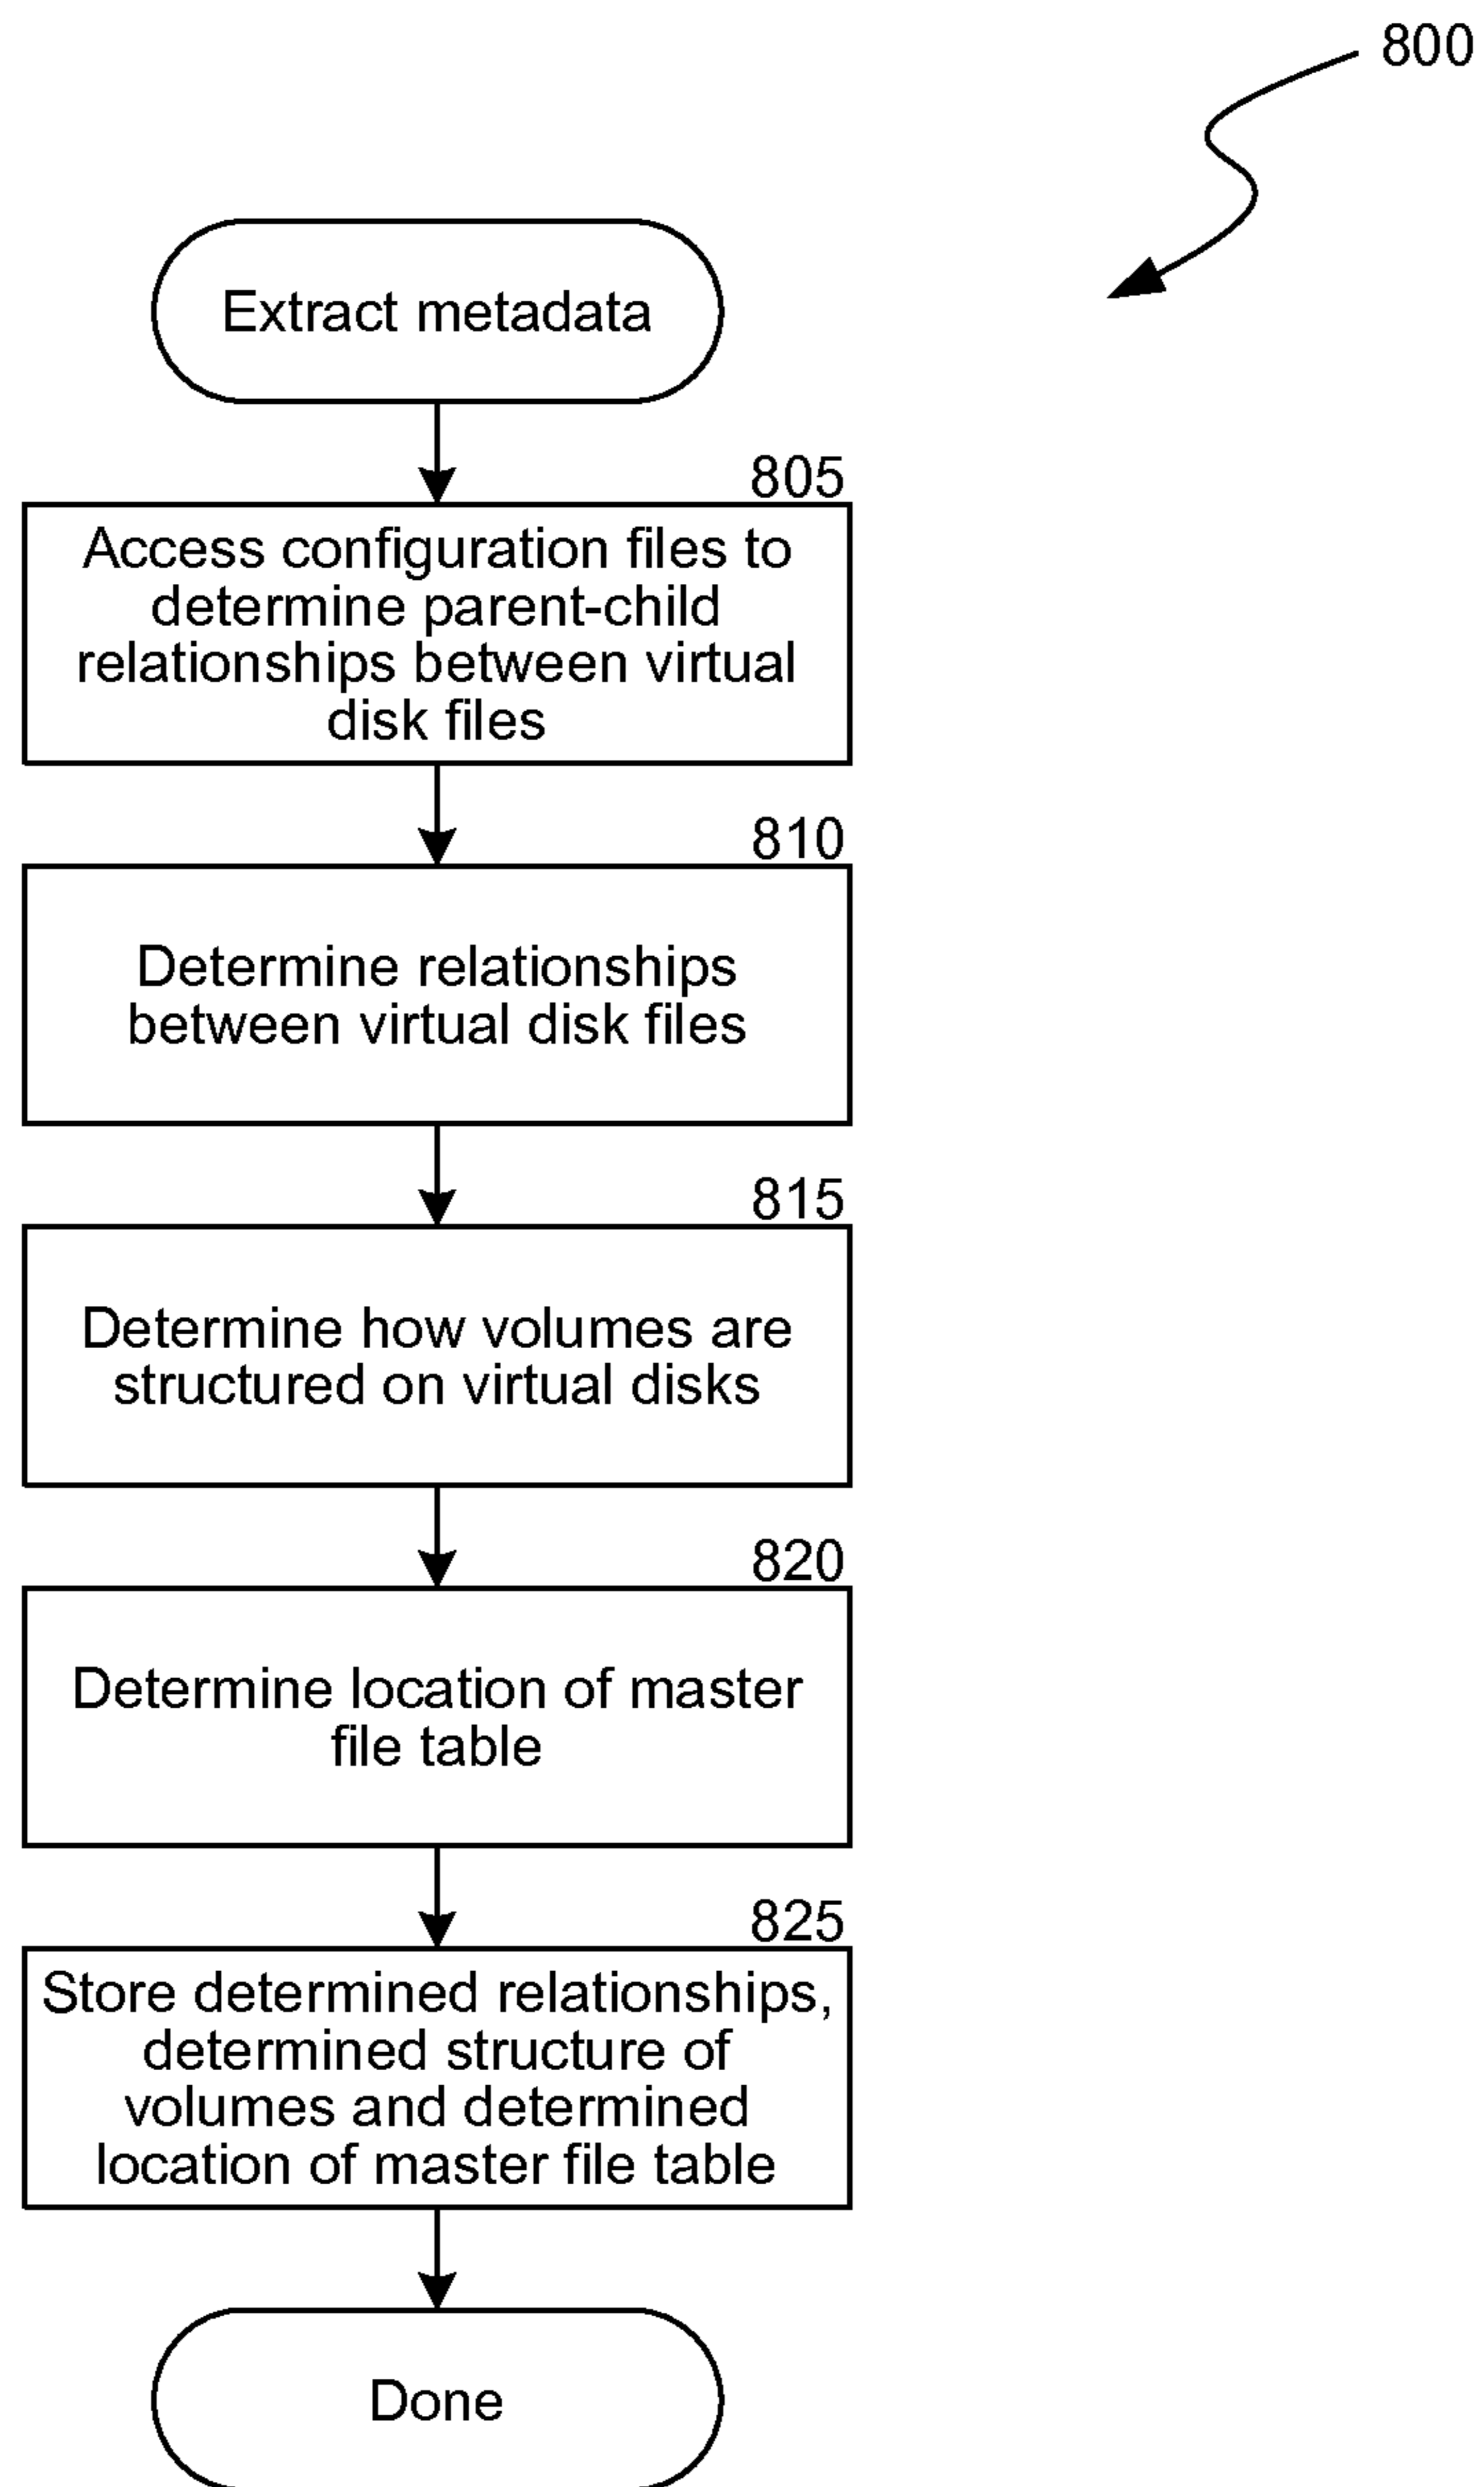 800
Extract metadata
805
Access configuration files to
determine parent-child
relationships between virtual
disk files
810
Determine relationships
between virtual disk files
815
Determine how volumes are
structured on virtual disks
820
Determine location of master
file table
825
Store determined relationships,
determined structure of
volumes and determined
location of master file table
Done